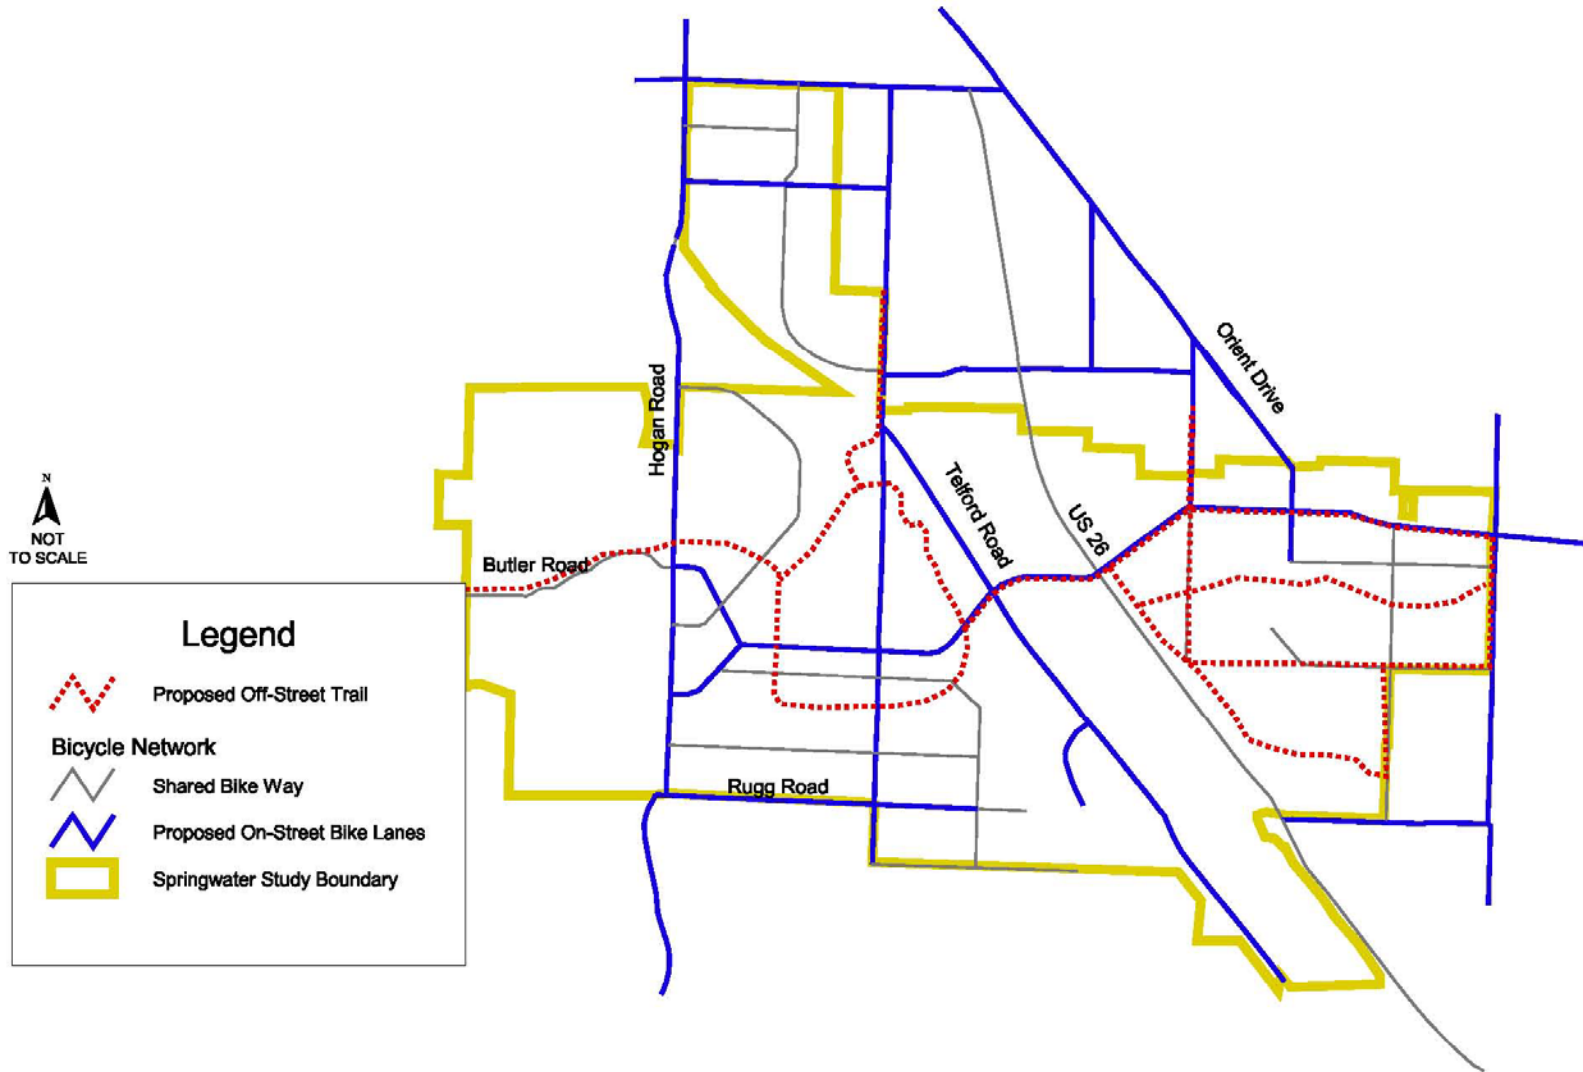 Orient Drive
Hogan Road
Telford Road
US 26
N
NOT
TO SCALE
Butler Road
Rugg Road
Legend
Proposed Off-Street Trail
Bicycle Network
Shared Bike Way
Proposed On-Street Bike Lanes
Springwater Study Boundary